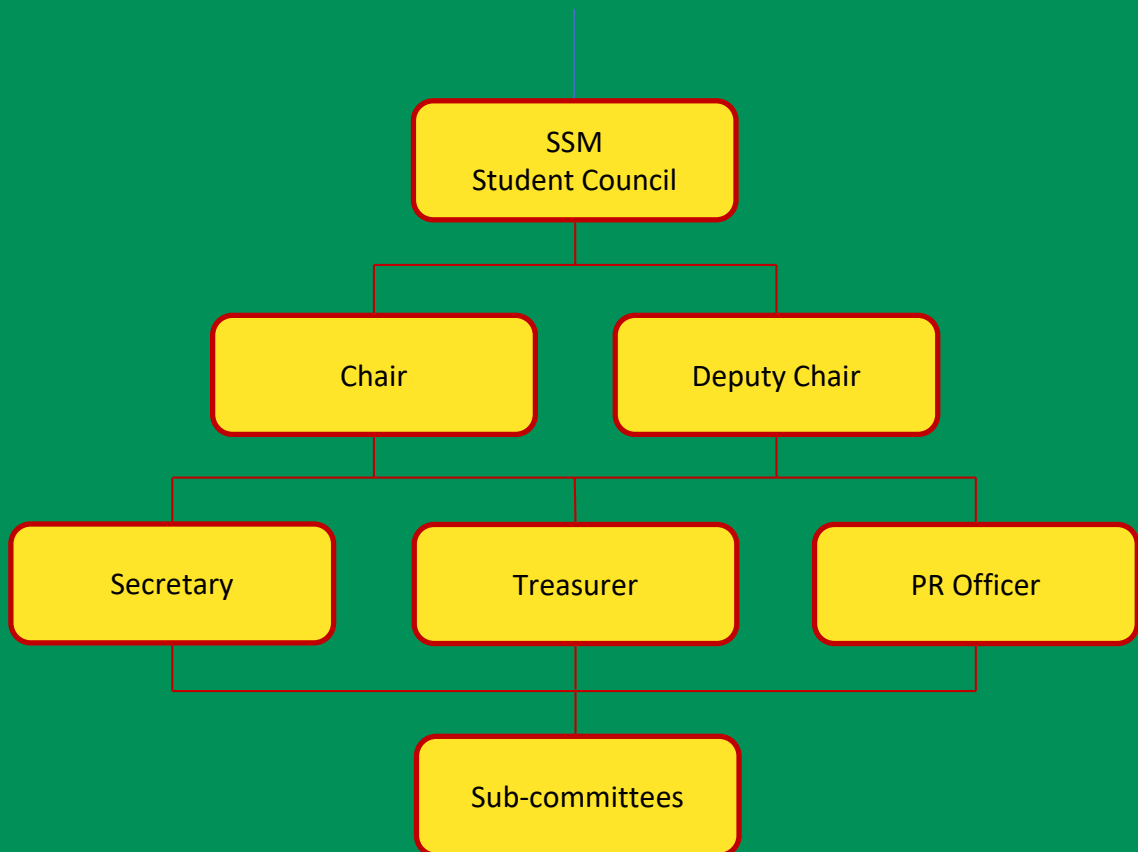 SSM
Student Council
Chair
Deputy Chair
Secretary
Treasurer
PR Officer
Sub-committees